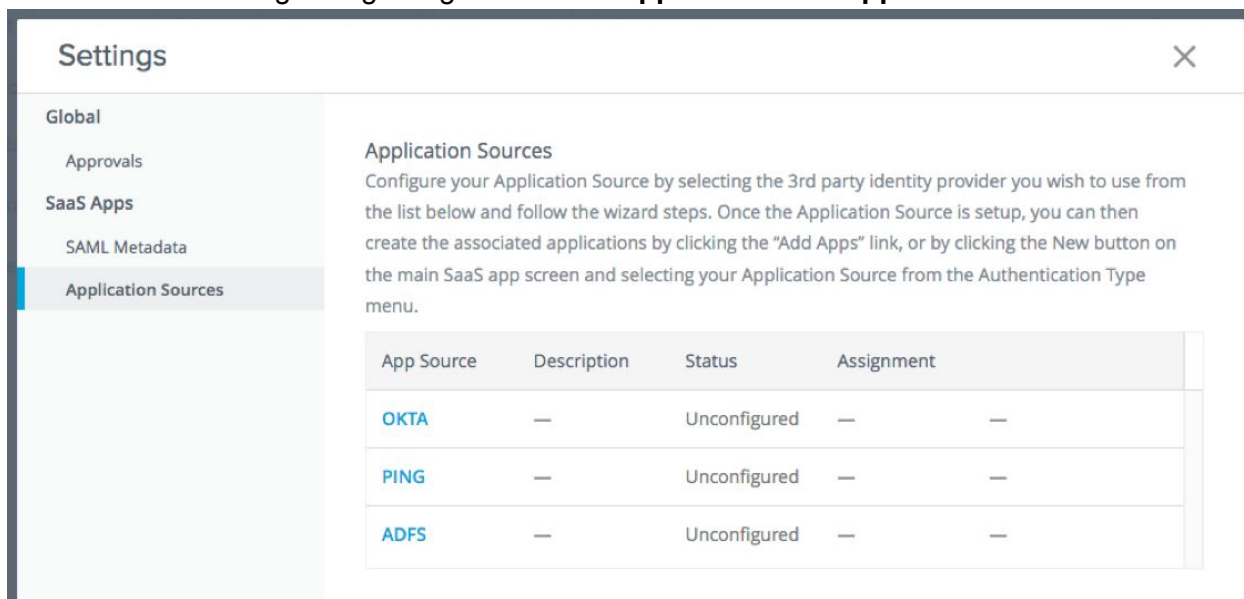 Settings
Global
Approvals
SaaS Apps
SAML Metadata
Application Sources
Application Sources
Configure your Application Source by selecting the 3rd party identity provider you wish to use from
the list below and follow the wizard steps. Once the Application Source is setup, you can then
create the associated applications by clicking the “Add Apps” link, or by clicking the New button on
the main SaaS app screen and selecting your Application Source from the Authentication Type
menu.
App Source Description Status Assignment
OKTA — Unconfigured — —
PING — Unconfigured — —
ADFS — Unconfigured — —